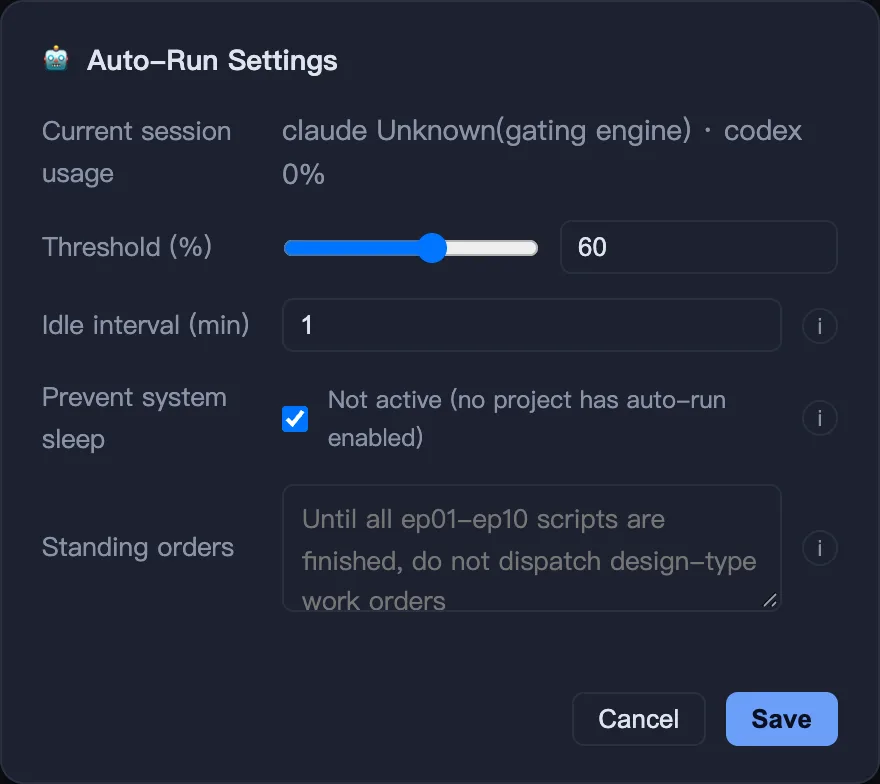 Auto-Run Settings
Current session usage
claude Unknown(gating engine) · codex 0%
Threshold (%)
60
Idle interval (min)
1
i
Prevent system sleep
Not active (no project has auto-run enabled)
i
Standing orders
Until all ep01-ep10 scripts are
finished, do not dispatch design-type
work orders
i
Cancel
Save